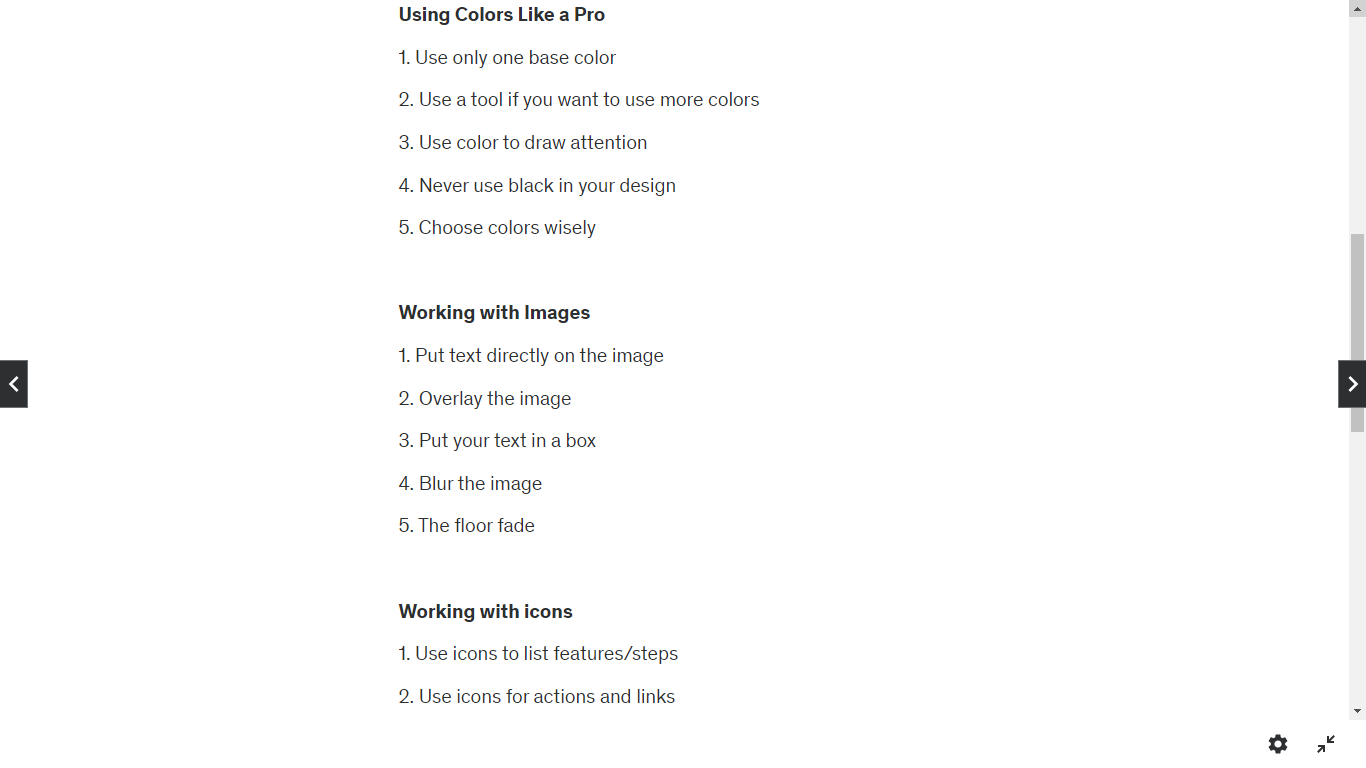 Using Colors Like a Pro
1. Use only one base color
2. Use a tool if you want to use more colors
3. Use color to draw attention
4. Never use black in your design
5. Choose colors wisely
Working with Images
1. Put text directly on the image
2. Overlay the image
3. Put your text in a box
4. Blur the image
5. The floor fade
Working with icons
1. Use icons to list features/steps
2. Use icons for actions and links